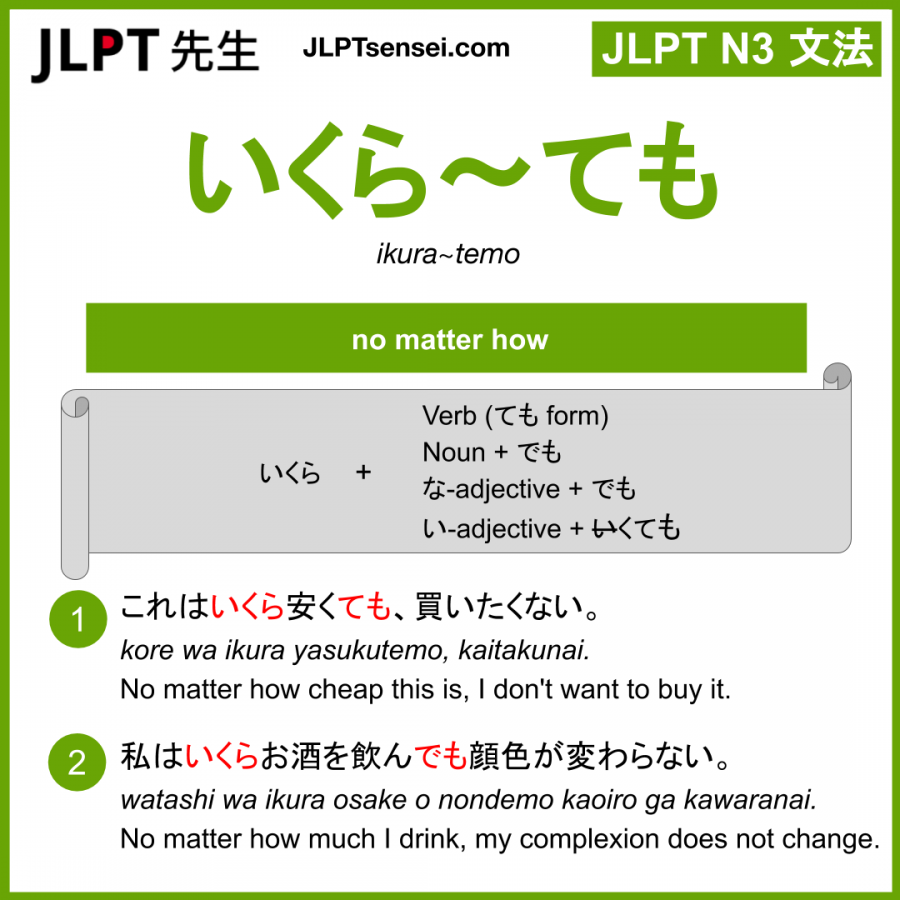 JLPT 先生 JLPTsensei.com JLPT N3 文法
いくら～ても
ikura~temo
no matter how
Verb (ても form)
Noun + でも
いくら +
な-adjective + でも
い-adjective + いくても
1 これはいくら安くても、買いたくない。
kore wa ikura yasukutemo, kaitakunai.
No matter how cheap this is, I don't want to buy it.
2 私はいくらお酒を飲んでも顔色が変わらない。
watashi wa ikura osake o nondemo kaoiro ga kawaranai.
No matter how much I drink, my complexion does not change.